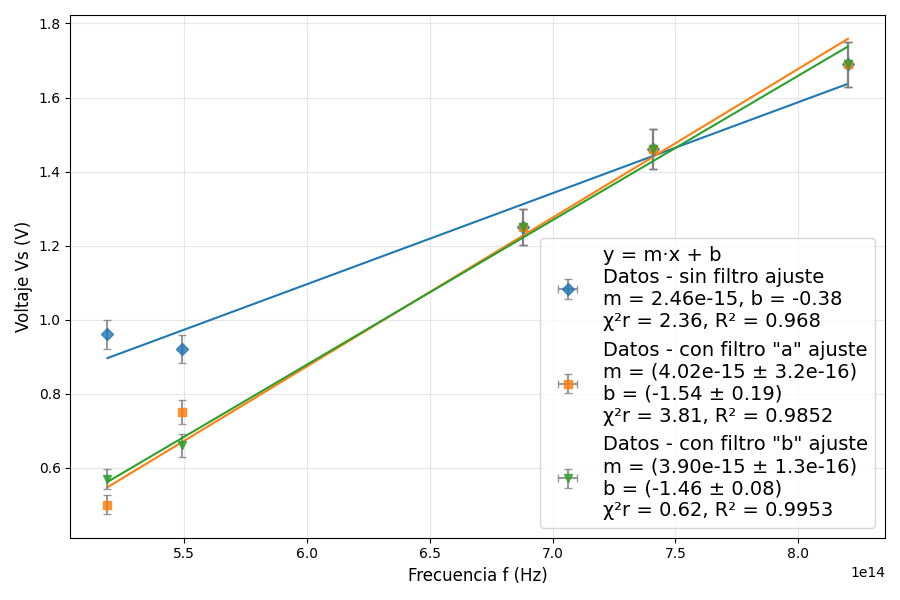 1.8
1.6
1.4
1.2
1.0
0.8
0.6
Voltaje Vs (V)
y = m·x + b
Datos - sin filtro ajuste
m = 2.46e-15, b = -0.38
χ²r = 2.36, R² = 0.968
Datos - con filtro "a" ajuste
m = (4.02e-15 ± 3.2e-16)
b = (-1.54 ± 0.19)
χ²r = 3.81, R² = 0.9852
Datos - con filtro "b" ajuste
m = (3.90e-15 ± 1.3e-16)
b = (-1.46 ± 0.08)
χ²r = 0.62, R² = 0.9953
5.5 6.0 6.5 7.0 7.5 8.0
1e14
Frecuencia f (Hz)